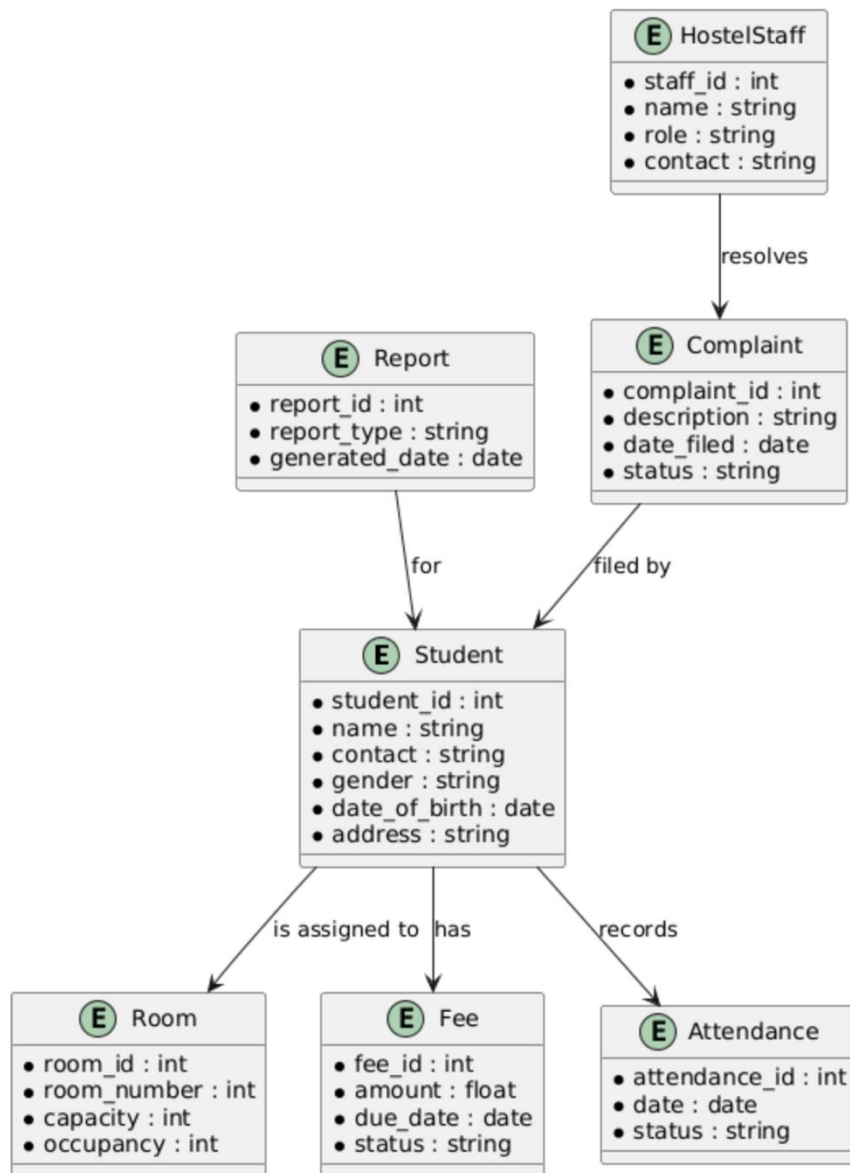 E HostelStaff
staff_id : int
name : string
role : string
contact : string
resolves
E Report
report_id : int
report_type : string
generated_date : date
E Complaint
complaint_id : int
description : string
date_filed : date
status : string
for
filed by
E Student
student_id : int
name : string
contact : string
gender : string
date_of_birth : date
address : string
is assigned to
has
records
E Room
room_id : int
room_number : int
capacity : int
occupancy : int
E Fee
fee_id : int
amount : float
due_date : date
status : string
E Attendance
attendance_id : int
date : date
status : string